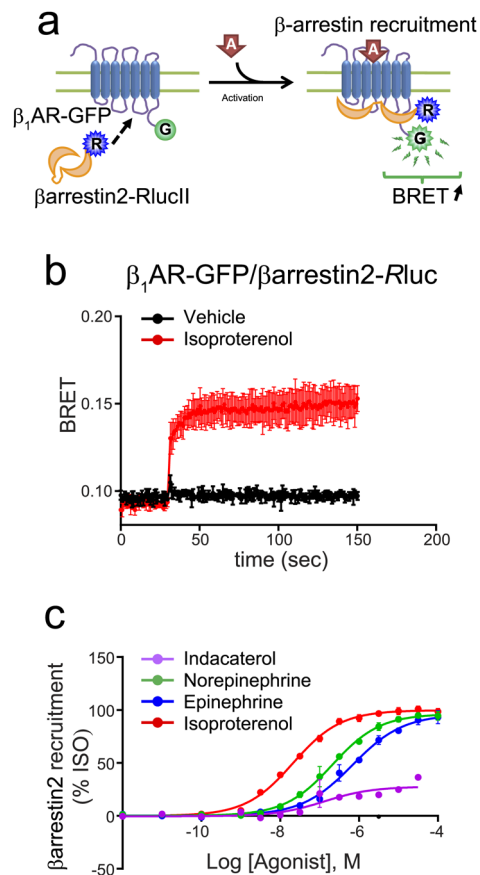 a
β-arrestin recruitment
A
A
Activation
β1AR-GFP
R
G
R
G
βarrestin2-RlucII
BRET
b
β1AR-GFP/βarrestin2-Rluc
Vehicle
Isoproterenol
BRET
0.20
0.15
0.10
0
50
100
150
200
time (sec)
c
Indacaterol
Norepinephrine
Epinephrine
Isoproterenol
βarrestin2 recruitment
(% ISO)
150
100
50
0
-50
-10
-8
-6
-4
Log [Agonist], M